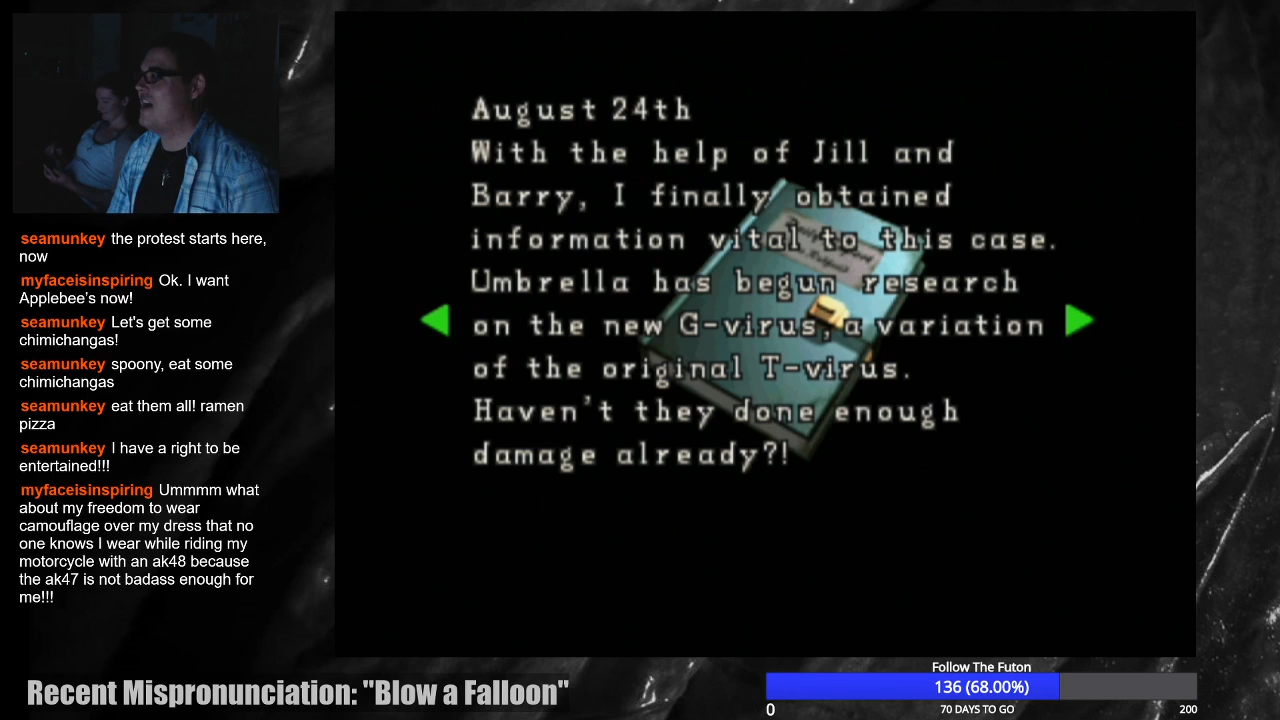 August 24th
With the help of Jill and
Barry, I finally obtained
information vital to this case.
Umbrella has begun research
on the new G-virus, a variation
of the original T-virus.
Haven't they done enough
damage already?!
seamunkey the protest starts here,
now
myfaceisinspiring Ok. I want
Applebee's now!
seamunkey Let's get some
chimichangas!
seamunkey spoony, eat some
chimichangas
seamunkey eat them all! ramen
pizza
seamunkey I have a right to be
entertained!!!
myfaceisinspiring Ummmm what
about my freedom to wear
camouflage over my dress that no
one knows I wear while riding my
motorcycle with an ak48 because
the ak47 is not badass enough for
me!!!
Recent Mispronunciation: "Blow a Falloon"
Follow The Futon
136 (68.00%)
0
70 DAYS TO GO
200